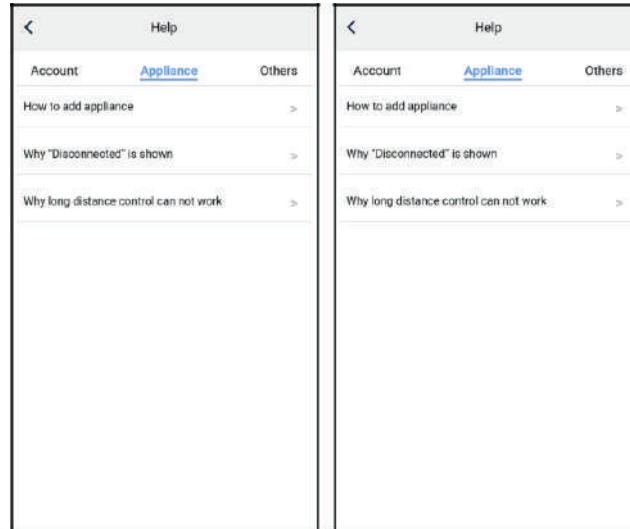 Help
Account Appliance Others
How to add appliance >
Why "Disconnected" is shown >
Why long distance control can not work >
Help
Account Appliance Others
How to add appliance >
Why "Disconnected" is shown >
Why long distance control can not work >